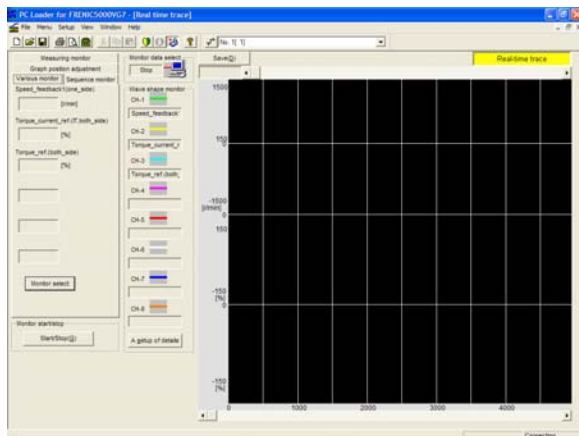 PC Loader for FRENIC5000VG7 - [Real time trace]
File Menu Setup View Window Help
No. 1[ 1]
Measuring monitor
Graph position adjustment
Various monitor Sequence monitor
Speed_feedback1(one_side)
[r/min]
Torque_current_ref.(T.both_side)
[%]
Torque_ref.(both_side)
[%]
Monitor select
Monitor start/stop
Start/Stop(G)
Monitor data select
Stop
Wave shape monitor
CH-1
Speed_feedback1
CH-2
Torque_current_r
CH-3
Torque_ref.(both_
CH-4
CH-5
CH-6
CH-7
CH-8
A getup of details
Save(D)
Real-time trace
1500
150
0
-1500
[r/min]
0
150
-150
[%]
0
-150
[%]
0 1000 2000 3000 4000
Connecting